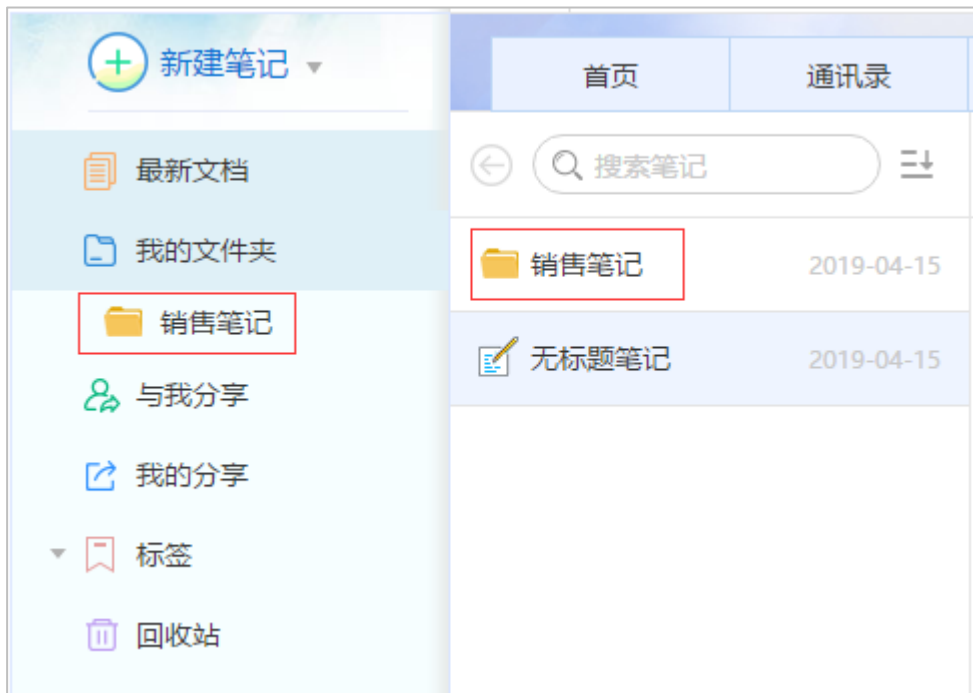 新建笔记
首页 通讯录
最新文档
搜索笔记
我的文件夹
销售笔记 2019-04-15
销售笔记
无标题笔记 2019-04-15
与我分享
我的分享
标签
回收站